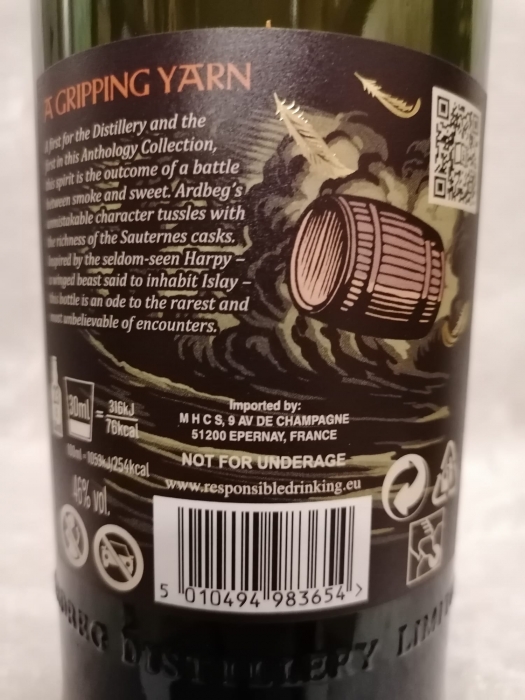 A GRIPPING YARN
A first for the Distillery and the
first in this Anthology Collection,
this spirit is the outcome of a battle
between smoke and sweet. Ardbeg's
unmistakable character tussles with
the richness of the Sauternes casks.
Inspired by the seldom-seen Harpy –
a winged beast said to inhabit Islay –
this bottle is an ode to the rarest and
most unbelievable of encounters.
30ml = 316kJ
76kcal
100ml = 1059kJ/254kcal
46% vol.
Imported by:
M H C S, 9 AV DE CHAMPAGNE
51200 EPERNAY, FRANCE
NOT FOR UNDERAGE
www.responsibledrinking.eu
5 010494 983654 >
DISTILLERY